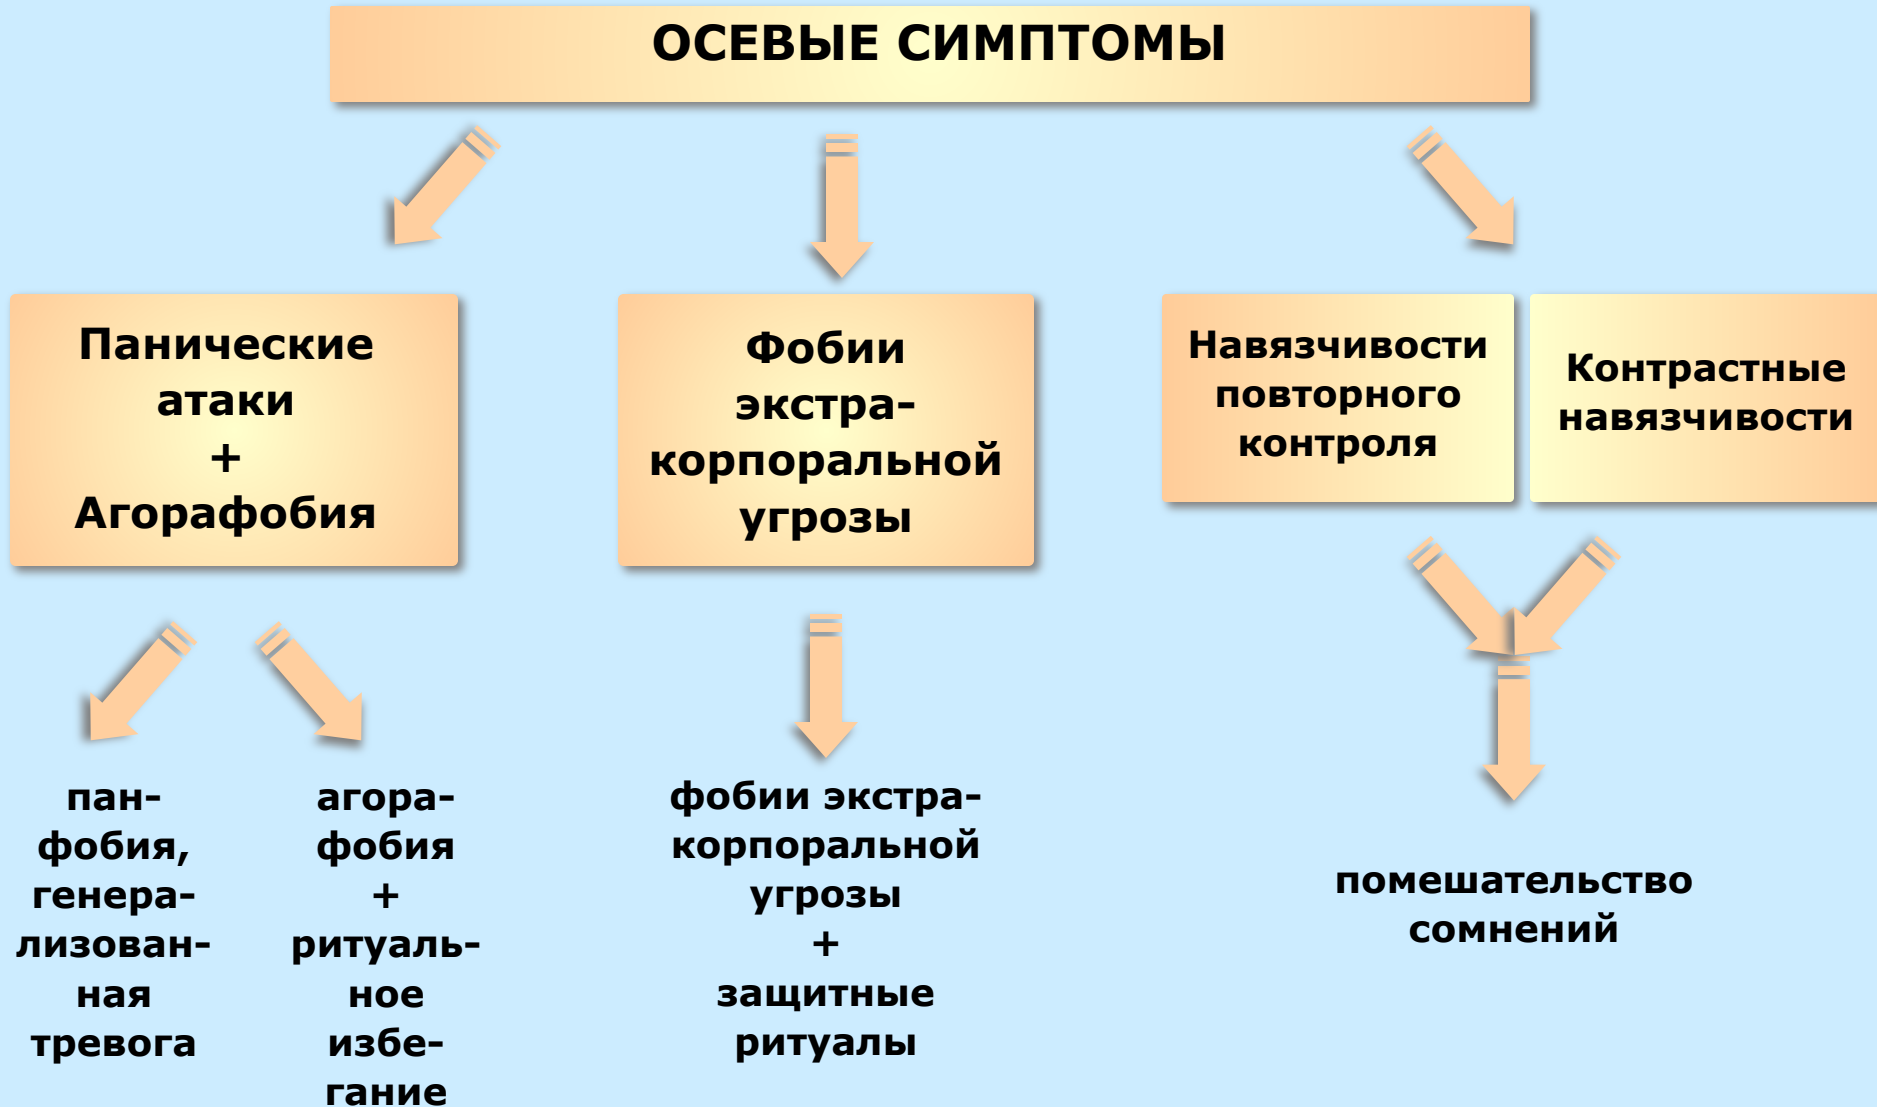 ОСЕВЫЕ СИМПТОМЫ
Панические
атаки
+
Агорафобия
Фобии
экстра-
корпоральной
угрозы
Навязчивости
повторного
контроля
Контрастные
навязчивости
пан-
фобия,
генера-
лизован-
ная
тревога
агора-
фобия
+
ритуаль-
ное
избе-
гание
фобии экстра-
корпоральной
угрозы
+
защитные
ритуалы
помешательство
сомнений